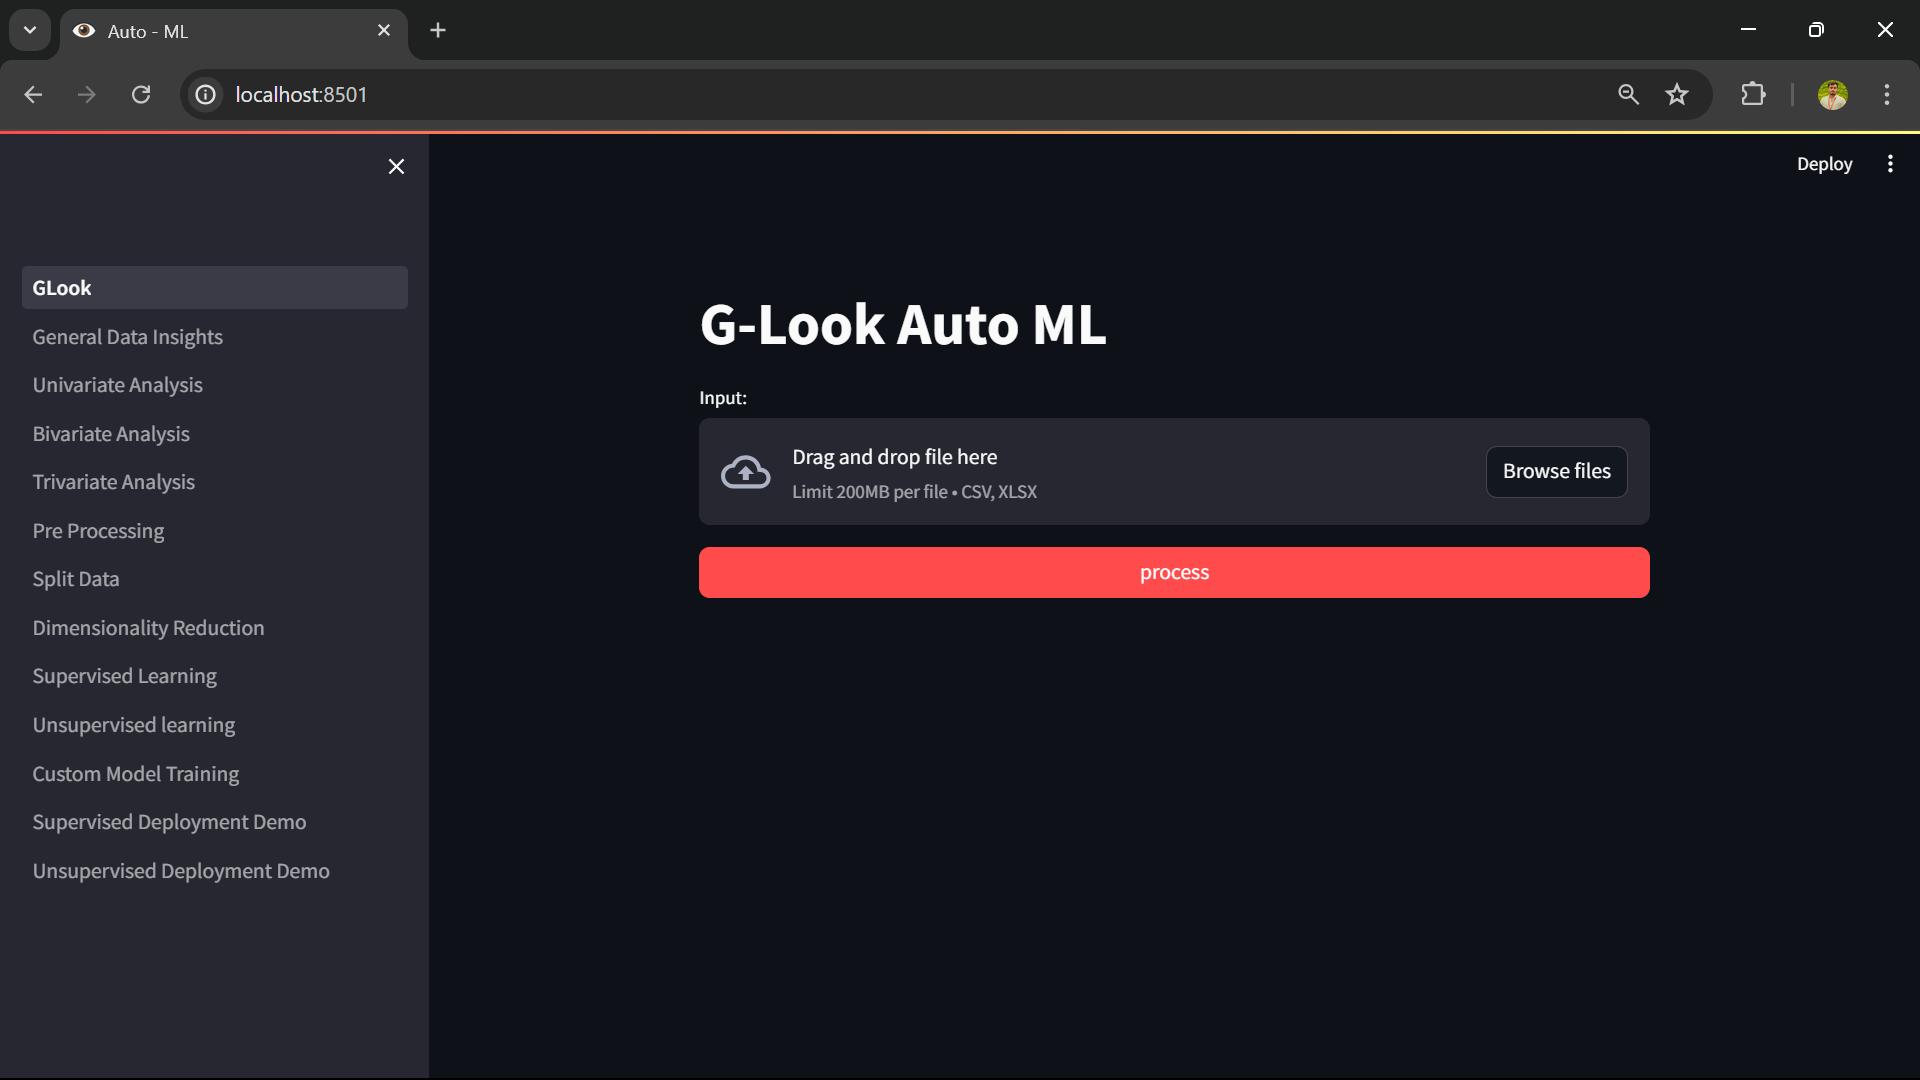 Auto - ML
localhost:8501
Deploy
GLook
General Data Insights
Univariate Analysis
Bivariate Analysis
Trivariate Analysis
Pre Processing
Split Data
Dimensionality Reduction
Supervised Learning
Unsupervised learning
Custom Model Training
Supervised Deployment Demo
Unsupervised Deployment Demo
G-Look Auto ML
Input:
Drag and drop file here
Limit 200MB per file • CSV, XLSX
Browse files
process